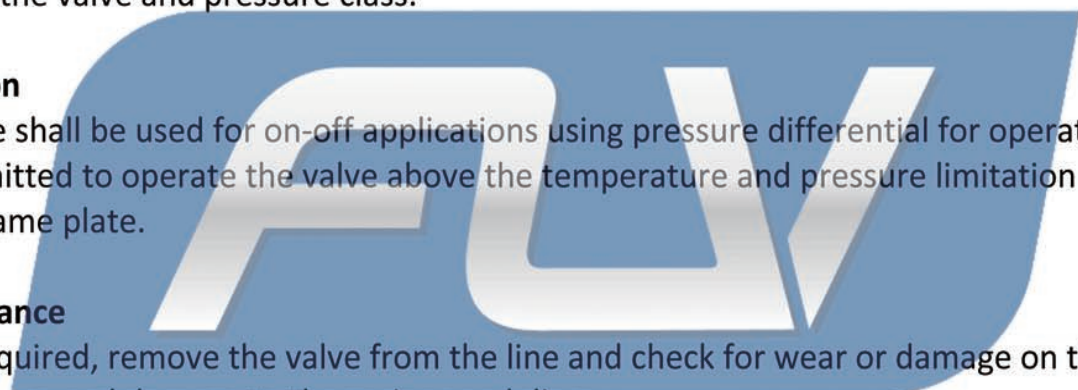 the valve and pressure class.
on
e shall be used for on-off applications using pressure differential for operat
itted to operate the valve above the temperature and pressure limitation
ame plate.
FLV
ance
quired, remove the valve from the line and check for wear or damage on t